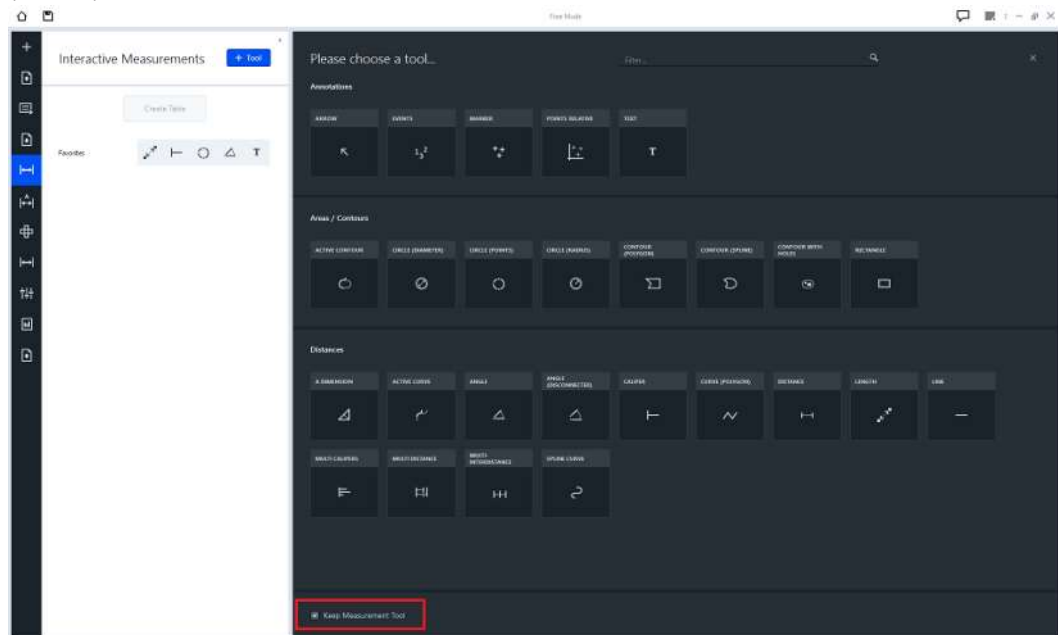 Free Mode
Interactive Measurements
+ Tool
Create Table
Favorites
T
Please choose a tool...
Filter...
Annotations
ARROW
EVENTS
MARKER
POINTS RELATIVE
TEXT
T
Areas / Contours
ACTIVE CONTOUR
CIRCLE (DIAMETER)
CIRCLE (POINTS)
CIRCLE (RADIUS)
CONTOUR (POLYGON)
CONTOUR (SPLINE)
CONTOUR WITH HOLES
RECTANGLE
Distances
A DIMENSION
ACTIVE CURVE
ANGLE
ANGLE (DISCONNECTED)
CALIPER
CURVE (POLYGON)
DISTANCE
LENGTH
LINE
MULTI CALIPERS
MULTI DISTANCE
MULTI INTERDISTANCE
SPLINE CURVE
Keep Measurement Tool